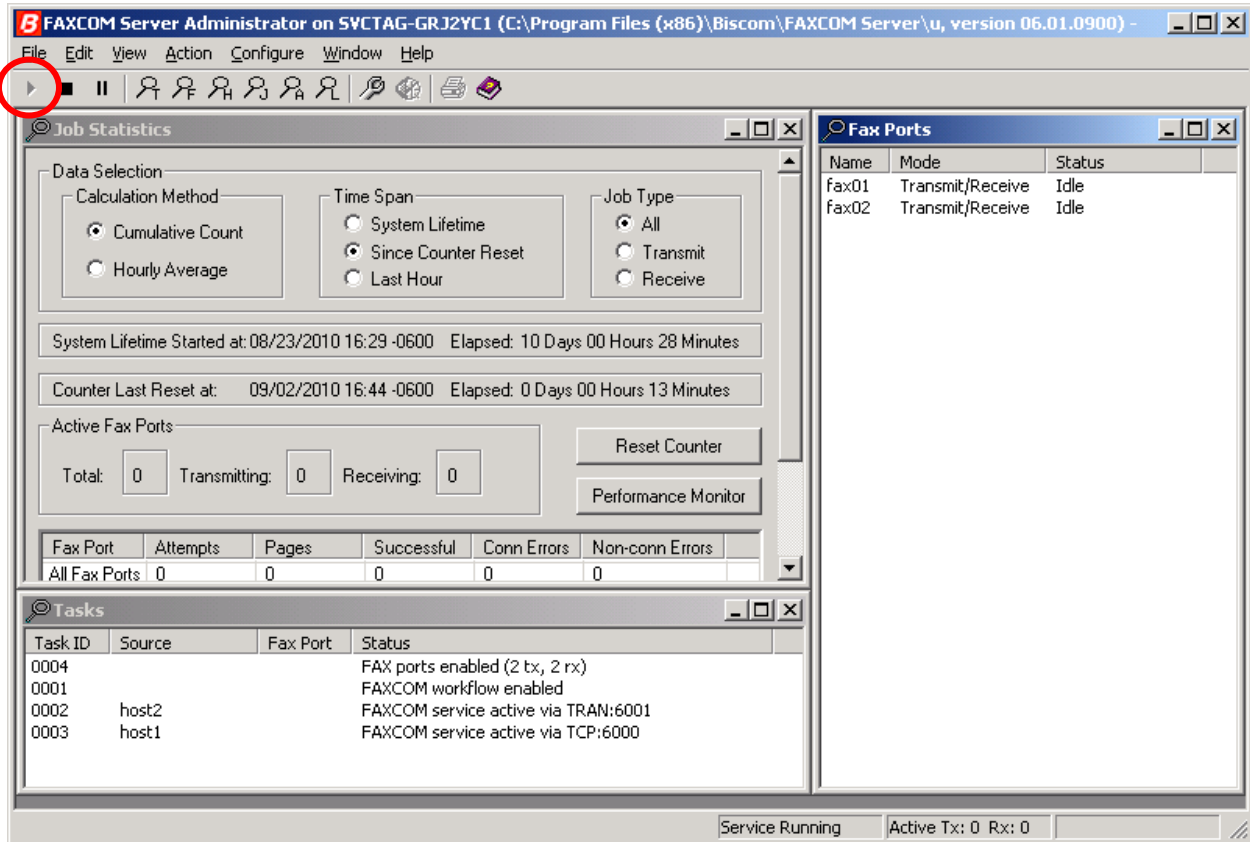 FAXCOM Server Administrator on SVCTAG-GRJ2YC1 (C:\Program Files (x86)\Biscom\FAXCOM Server\u, version 06.01.0900) -
File Edit View Action Configure Window Help
Job Statistics
Data Selection
Calculation Method
Cumulative Count
Hourly Average
Time Span
System Lifetime
Since Counter Reset
Last Hour
Job Type
All
Transmit
Receive
System Lifetime Started at: 08/23/2010 16:29 -0600 Elapsed: 10 Days 00 Hours 28 Minutes
Counter Last Reset at: 09/02/2010 16:44 -0600 Elapsed: 0 Days 00 Hours 13 Minutes
Active Fax Ports
Total: 0 Transmitting: 0 Receiving: 0
Reset Counter
Performance Monitor
Fax Port Attempts Pages Successful Conn Errors Non-conn Errors
All Fax Ports 0 0 0 0 0
Fax Ports
Name Mode Status
fax01 Transmit/Receive Idle
fax02 Transmit/Receive Idle
Tasks
Task ID Source Fax Port Status
0004 FAX ports enabled (2 tx, 2 rx)
0001 FAXCOM workflow enabled
0002 host2 FAXCOM service active via TRAN:6001
0003 host1 FAXCOM service active via TCP:6000
Service Running Active Tx: 0 Rx: 0